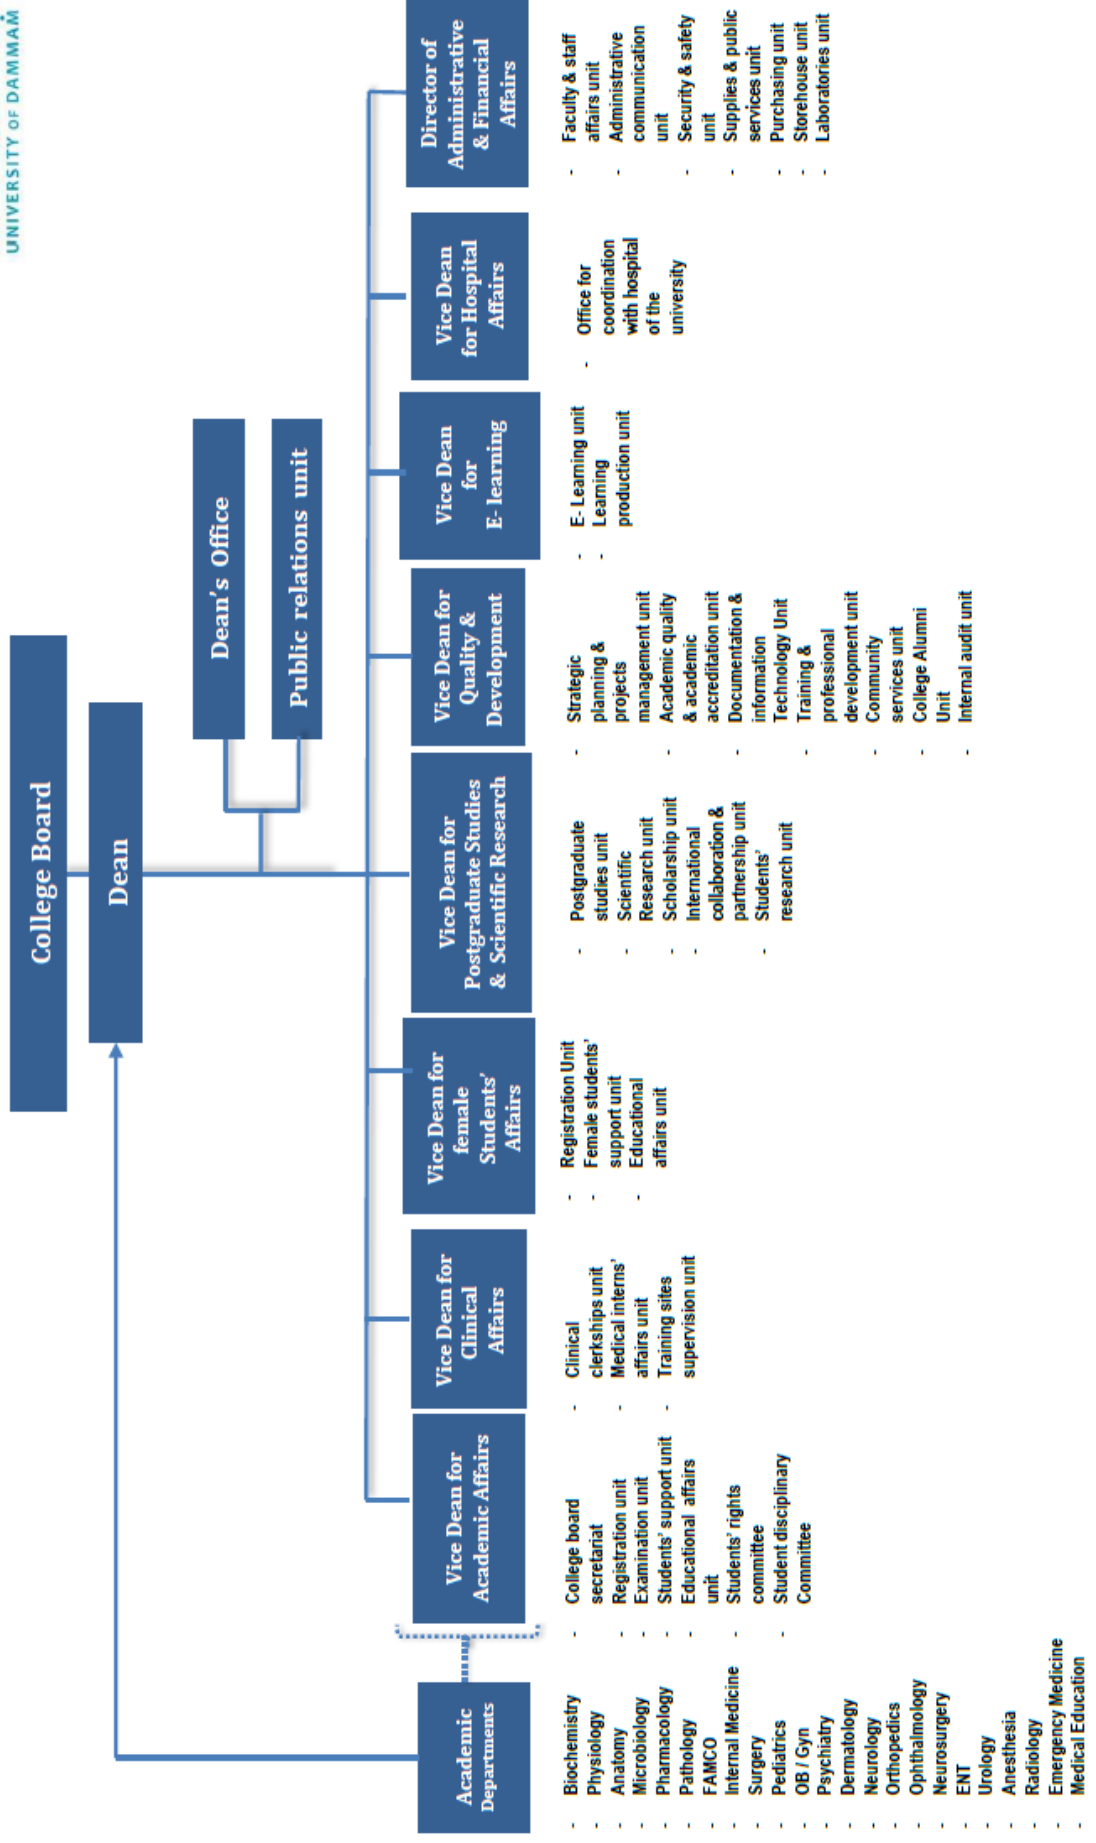 UNIVERSITY OF DAMMAM
College Board
Dean
Dean's Office
Public relations unit
Academic
Departments
- Biochemistry
- Physiology
- Anatomy
- Microbiology
- Pharmacology
- Pathology
- FAMCO
- Internal Medicine
- Surgery
- Pediatrics
- OB / Gyn
- Psychiatry
- Dermatology
- Neurology
- Orthopedics
- Ophthalmology
- Neurosurgery
- ENT
- Urology
- Anesthesia
- Radiology
- Emergency Medicine
- Medical Education
Vice Dean for
Academic Affairs
- College board
secretariat
- Registration unit
- Examination unit
- Students' support unit
- Educational affairs
unit
- Students' rights
committee
- Student disciplinary
Committee
Vice Dean for
Clinical
Affairs
- Clinical
clerkships unit
- Medical interns'
affairs unit
- Training sites
supervision unit
Vice Dean for
female
Students'
Affairs
- Registration Unit
- Female students'
support unit
- Educational
affairs unit
Vice Dean for
Postgraduate Studies
& Scientific Research
- Postgraduate
studies unit
- Scientific
Research unit
- Scholarship unit
- International
collaboration &
partnership unit
- Students'
research unit
Vice Dean for
Quality &
Development
- Strategic
planning &
projects
management unit
- Academic quality
& academic
accreditation unit
- Documentation &
information
Technology Unit
- Training &
professional
development unit
- Community
services unit
- College Alumni
Unit
- Internal audit unit
Vice Dean
for
E- learning
- E- Learning unit
- Learning
production unit
Vice Dean
for Hospital
Affairs
- Office for
coordination
with hospital
of the
university
Director of
Administrative
& Financial
Affairs
- Faculty & staff
affairs unit
- Administrative
communication
unit
- Security & safety
unit
- Supplies & public
services unit
- Purchasing unit
- Storehouse unit
- Laboratories unit